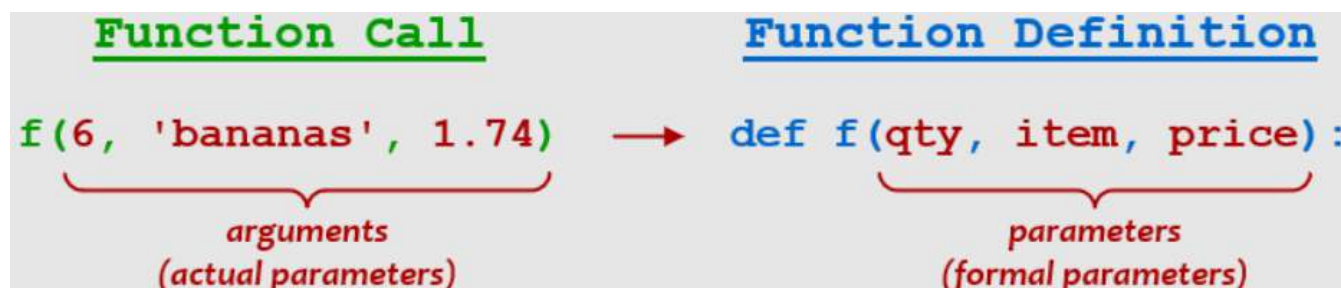 Function Call Function Definition
f(6, 'bananas', 1.74) → def f(qty, item, price):
arguments parameters
(actual parameters) (formal parameters)